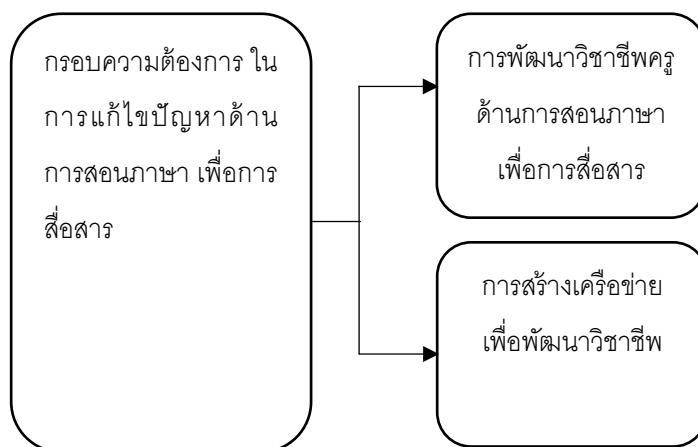 กรอบความต้องการ ใน
การแก้ไขปัญหาด้าน
การสอนภาษา เพื่อการ
สื่อสาร
การพัฒนาวิชาชีพครู
ด้านการสอนภาษา
เพื่อการสื่อสาร
การสร้างเครือข่าย
เพื่อพัฒนาวิชาชีพ